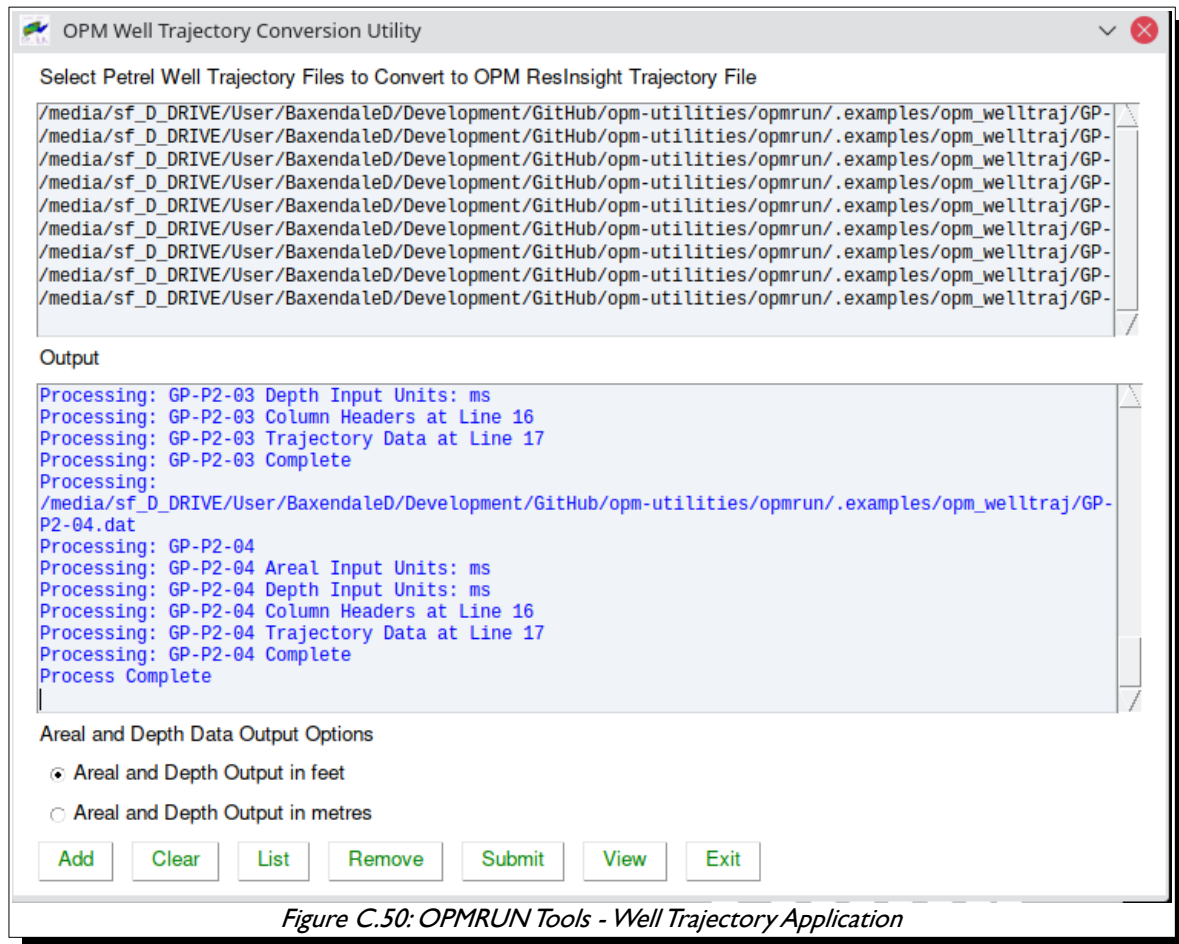 OPM Well Trajectory Conversion Utility
Select Petrel Well Trajectory Files to Convert to OPM ResInsight Trajectory File
/media/sf_D_DRIVE/User/BaxendaleD/Development/GitHub/opm-utilities/opmrun/.examples/opm_welltraj/GP-
/media/sf_D_DRIVE/User/BaxendaleD/Development/GitHub/opm-utilities/opmrun/.examples/opm_welltraj/GP-
/media/sf_D_DRIVE/User/BaxendaleD/Development/GitHub/opm-utilities/opmrun/.examples/opm_welltraj/GP-
/media/sf_D_DRIVE/User/BaxendaleD/Development/GitHub/opm-utilities/opmrun/.examples/opm_welltraj/GP-
/media/sf_D_DRIVE/User/BaxendaleD/Development/GitHub/opm-utilities/opmrun/.examples/opm_welltraj/GP-
/media/sf_D_DRIVE/User/BaxendaleD/Development/GitHub/opm-utilities/opmrun/.examples/opm_welltraj/GP-
/media/sf_D_DRIVE/User/BaxendaleD/Development/GitHub/opm-utilities/opmrun/.examples/opm_welltraj/GP-
/media/sf_D_DRIVE/User/BaxendaleD/Development/GitHub/opm-utilities/opmrun/.examples/opm_welltraj/GP-
/media/sf_D_DRIVE/User/BaxendaleD/Development/GitHub/opm-utilities/opmrun/.examples/opm_welltraj/GP-
Output
Processing: GP-P2-03 Depth Input Units: ms
Processing: GP-P2-03 Column Headers at Line 16
Processing: GP-P2-03 Trajectory Data at Line 17
Processing: GP-P2-03 Complete
Processing:
/media/sf_D_DRIVE/User/BaxendaleD/Development/GitHub/opm-utilities/opmrun/.examples/opm_welltraj/GP-
P2-04.dat
Processing: GP-P2-04
Processing: GP-P2-04 Areal Input Units: ms
Processing: GP-P2-04 Depth Input Units: ms
Processing: GP-P2-04 Column Headers at Line 16
Processing: GP-P2-04 Trajectory Data at Line 17
Processing: GP-P2-04 Complete
Process Complete
Areal and Depth Data Output Options
Areal and Depth Output in feet
Areal and Depth Output in metres
Add Clear List Remove Submit View Exit
Figure C.50: OPMRUN Tools - Well Trajectory Application